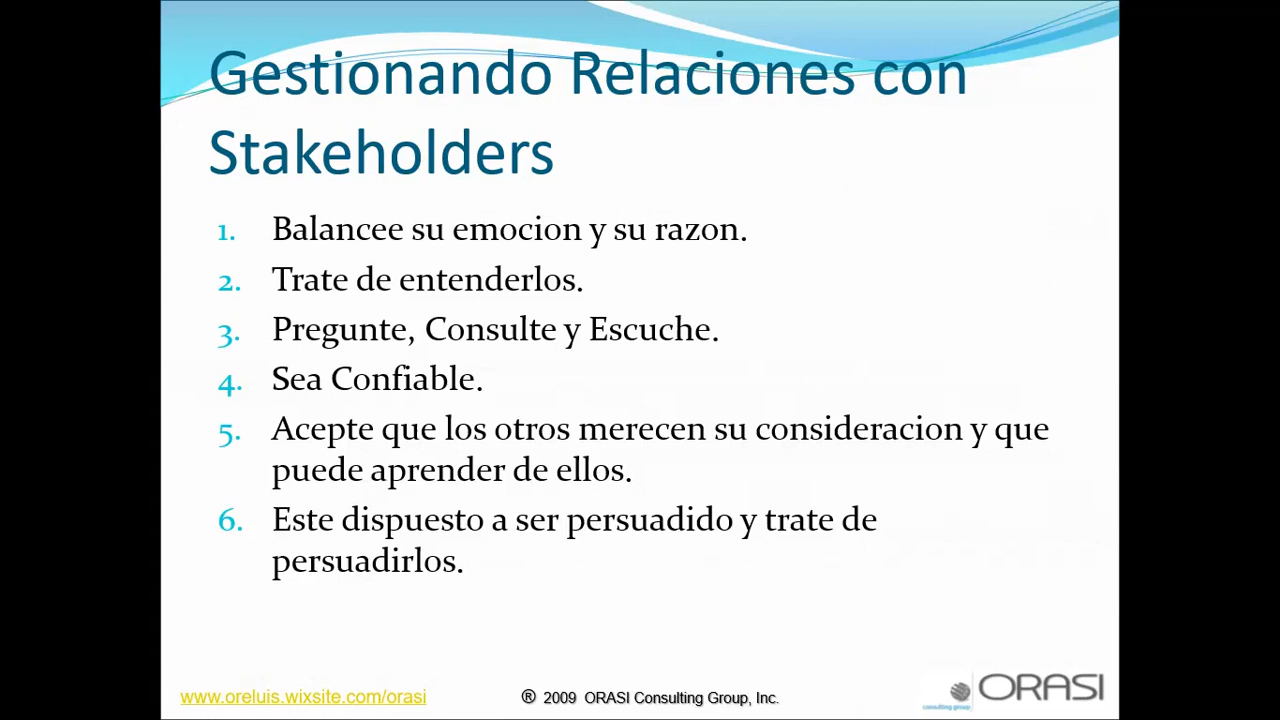 Gestionando Relaciones con
Stakeholders
1. Balancee su emocion y su razon.
2. Trate de entenderlos.
3. Pregunte, Consulte y Escuche.
4. Sea Confiable.
5. Acepte que los otros merecen su consideracion y que
puede aprender de ellos.
6. Este dispuesto a ser persuadido y trate de
persuadirlos.
www.oreluis.wixsite.com/orasi
® 2009 ORASI Consulting Group, Inc.
ORASI
consulting group